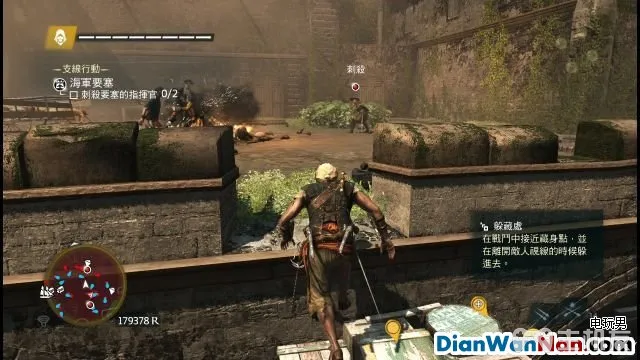 支線行動
海軍要塞
刺殺要塞的指揮官 0/2
刺殺
躲藏處
在戰鬥中接近藏身點，並
在離開敵人視線的時候躲
進去。
179378 R
电玩男
DianWanNan.com